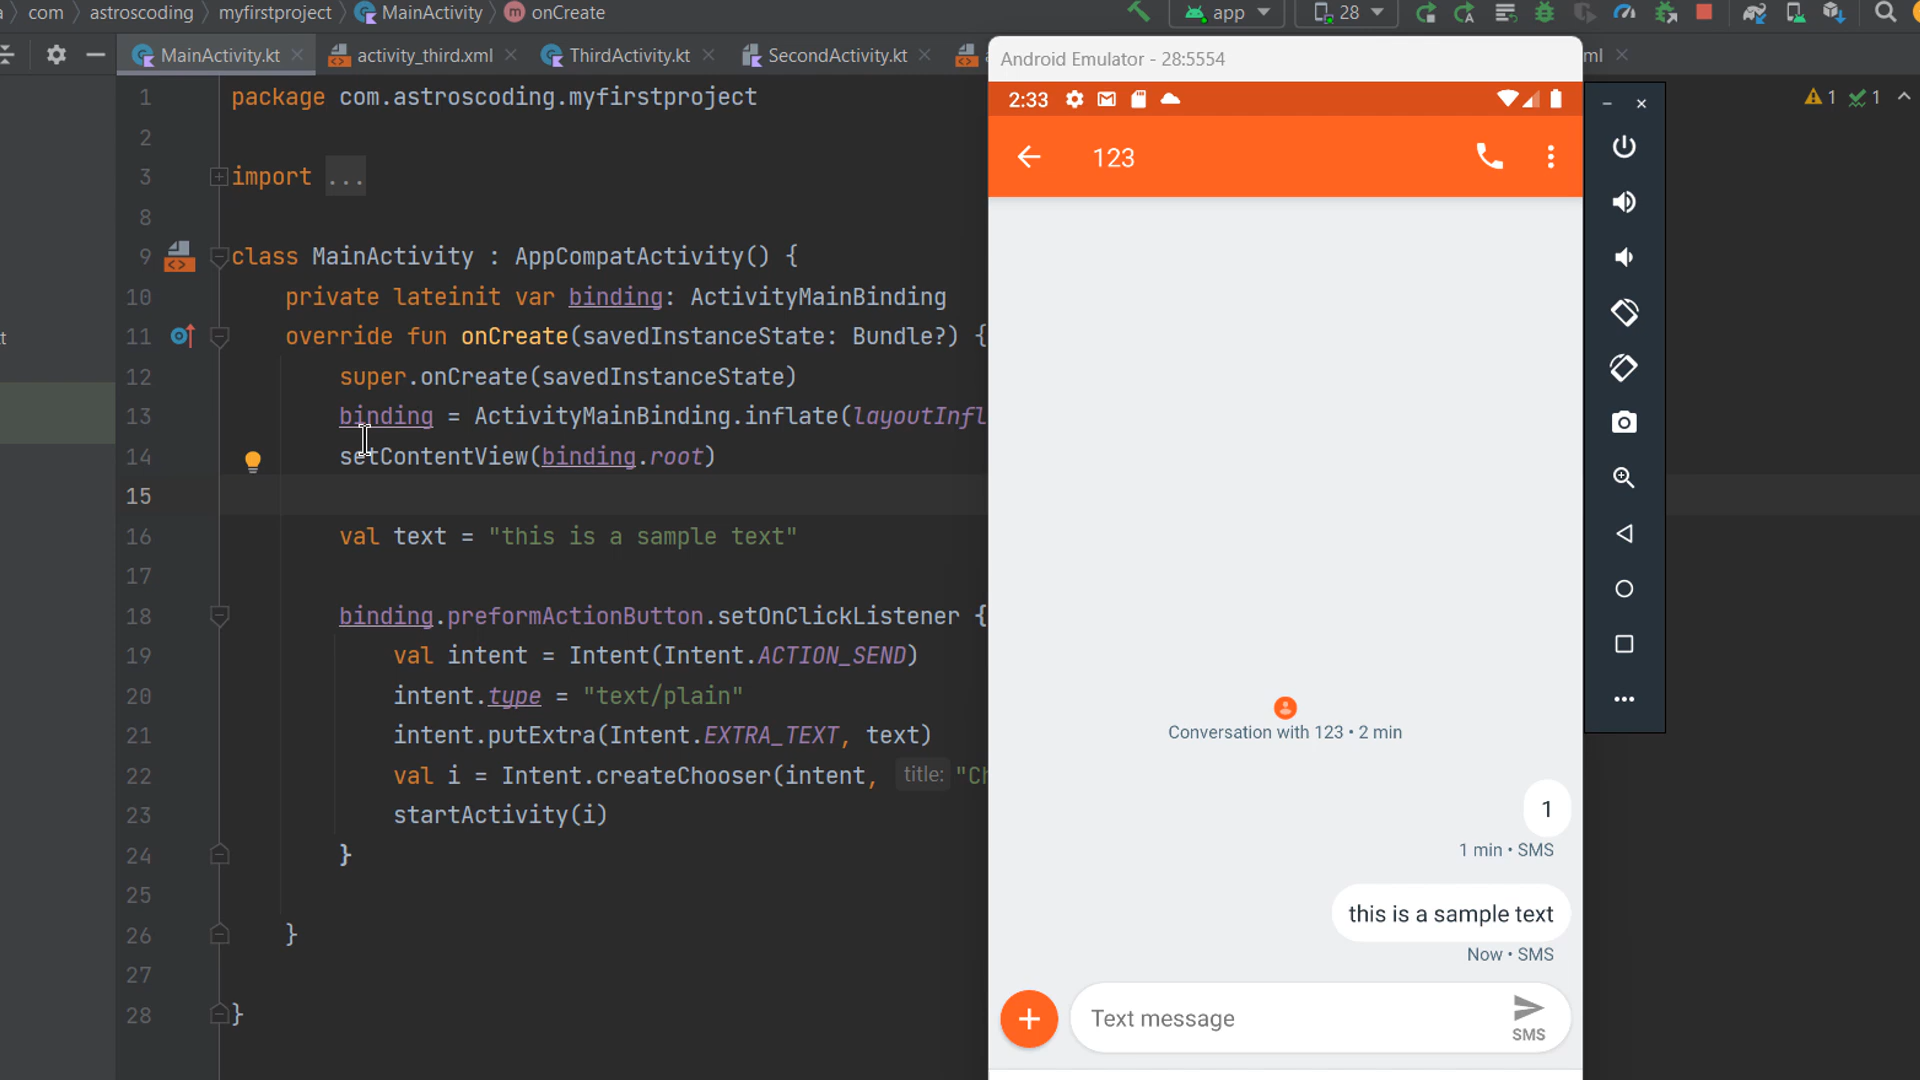 com astroscoding myfirstproject MainActivity m onCreate
app 28
MainActivity.kt activity_third.xml ThirdActivity.kt SecondActivity.kt ml
1 package com.astroscoding.myfirstproject
2
3 import ...
8
9 class MainActivity : AppCompatActivity() {
10 private lateinit var binding: ActivityMainBinding
11 override fun onCreate(savedInstanceState: Bundle?) {
12 super.onCreate(savedInstanceState)
13 binding = ActivityMainBinding.inflate(layoutInfl
14 setContentView(binding.root)
15
16 val text = "this is a sample text"
17
18 binding.preformActionButton.setOnClickListener {
19 val intent = Intent(Intent.ACTION_SEND)
20 intent.type = "text/plain"
21 intent.putExtra(Intent.EXTRA_TEXT, text)
22 val i = Intent.createChooser(intent, title: "Ch
23 startActivity(i)
24 }
25
26 }
27
28 }
1 1
Android Emulator - 28:5554
2:33
123
Conversation with 123 • 2 min
1
1 min • SMS
this is a sample text
Now • SMS
Text message
SMS